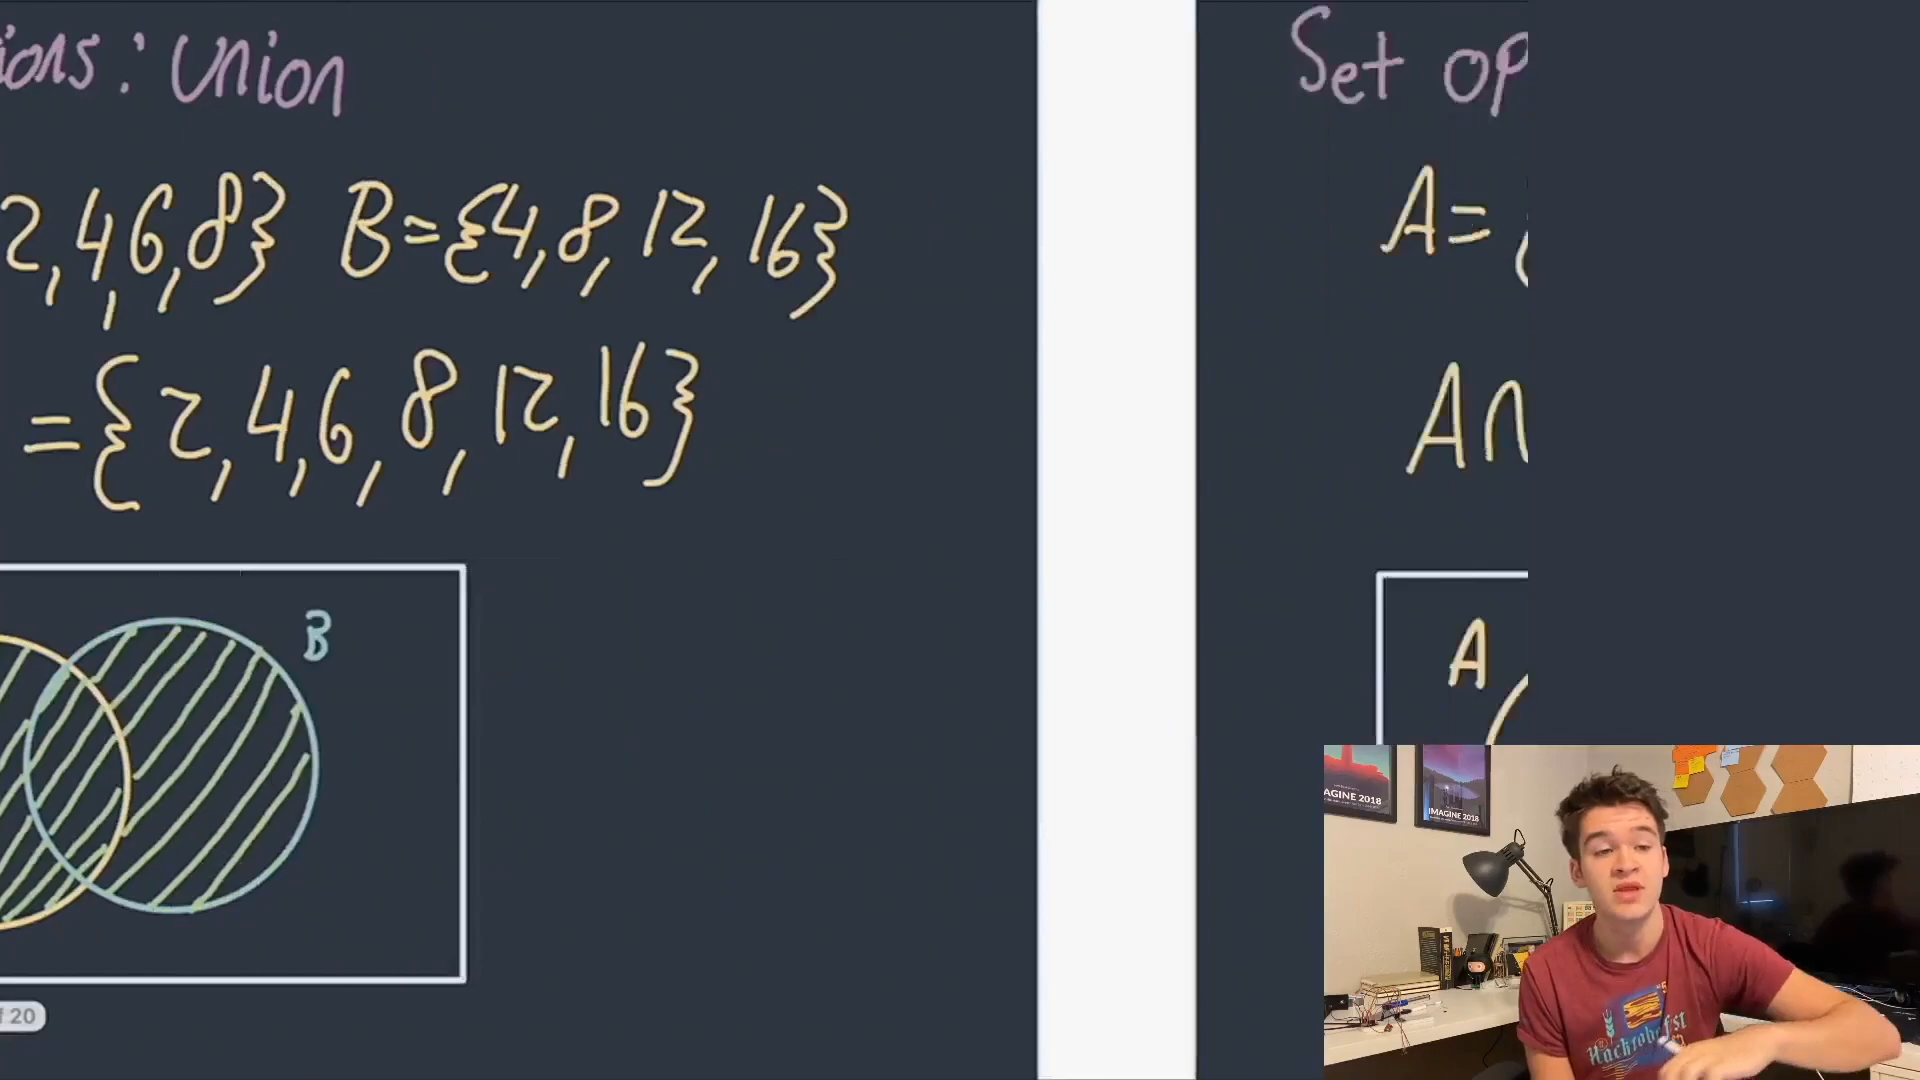 ions: Union
2, 4, 6, 8} B={4, 8, 12, 16}
={2, 4, 6, 8, 12, 16}
B
f 20
Set op
A=
A∩
A
AGINE 2018
IMAGINE 2018
Hacktoberfest